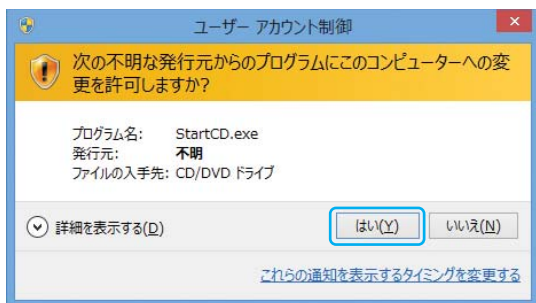 ユーザー アカウント制御
次の不明な発行元からのプログラムにこのコンピューターへの変
更を許可しますか?
プログラム名: StartCD.exe
発行元: 不明
ファイルの入手先: CD/DVD ドライブ
詳細を表示する(D) はい(Y) いいえ(N)
これらの通知を表示するタイミングを変更する